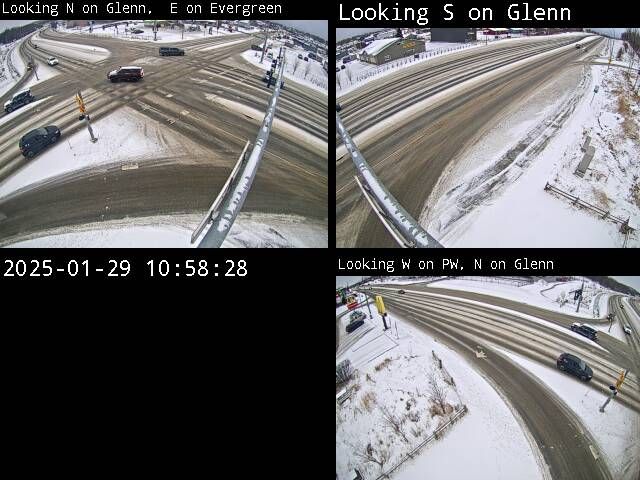 Looking N on Glenn, E on Evergreen
Looking S on Glenn
2025-01-29 10:58:28
Looking W on PW, N on Glenn